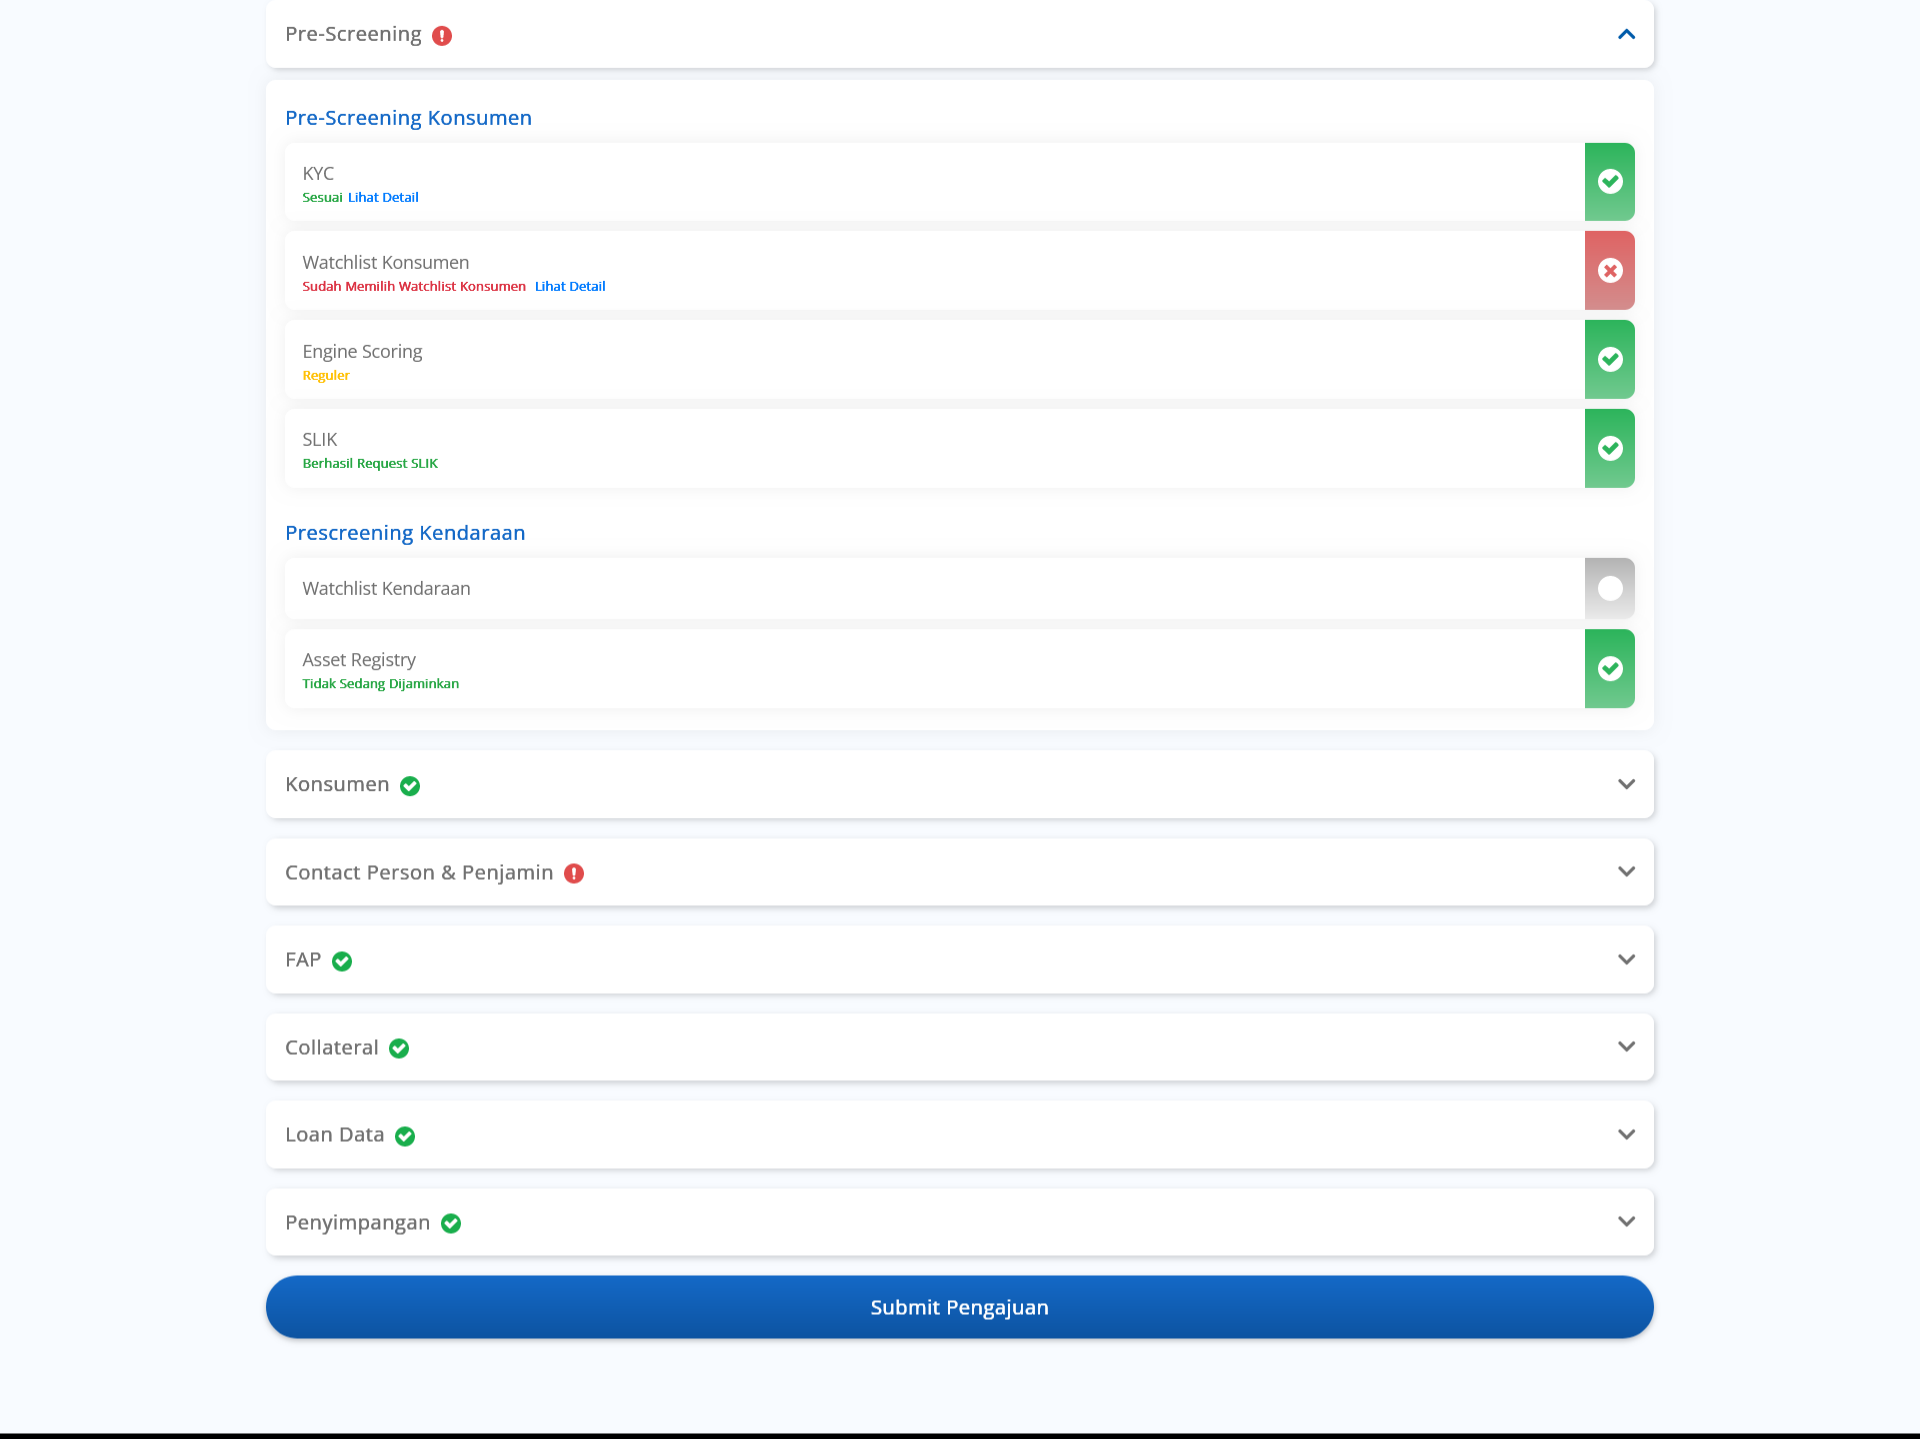 Pre-Screening
Pre-Screening Konsumen
KYC
Sesuai Lihat Detail
Watchlist Konsumen
Sudah Memilih Watchlist Konsumen Lihat Detail
Engine Scoring
Reguler
SLIK
Berhasil Request SLIK
Prescreening Kendaraan
Watchlist Kendaraan
Asset Registry
Tidak Sedang Dijaminkan
Konsumen
Contact Person & Penjamin
FAP
Collateral
Loan Data
Penyimpangan
Submit Pengajuan